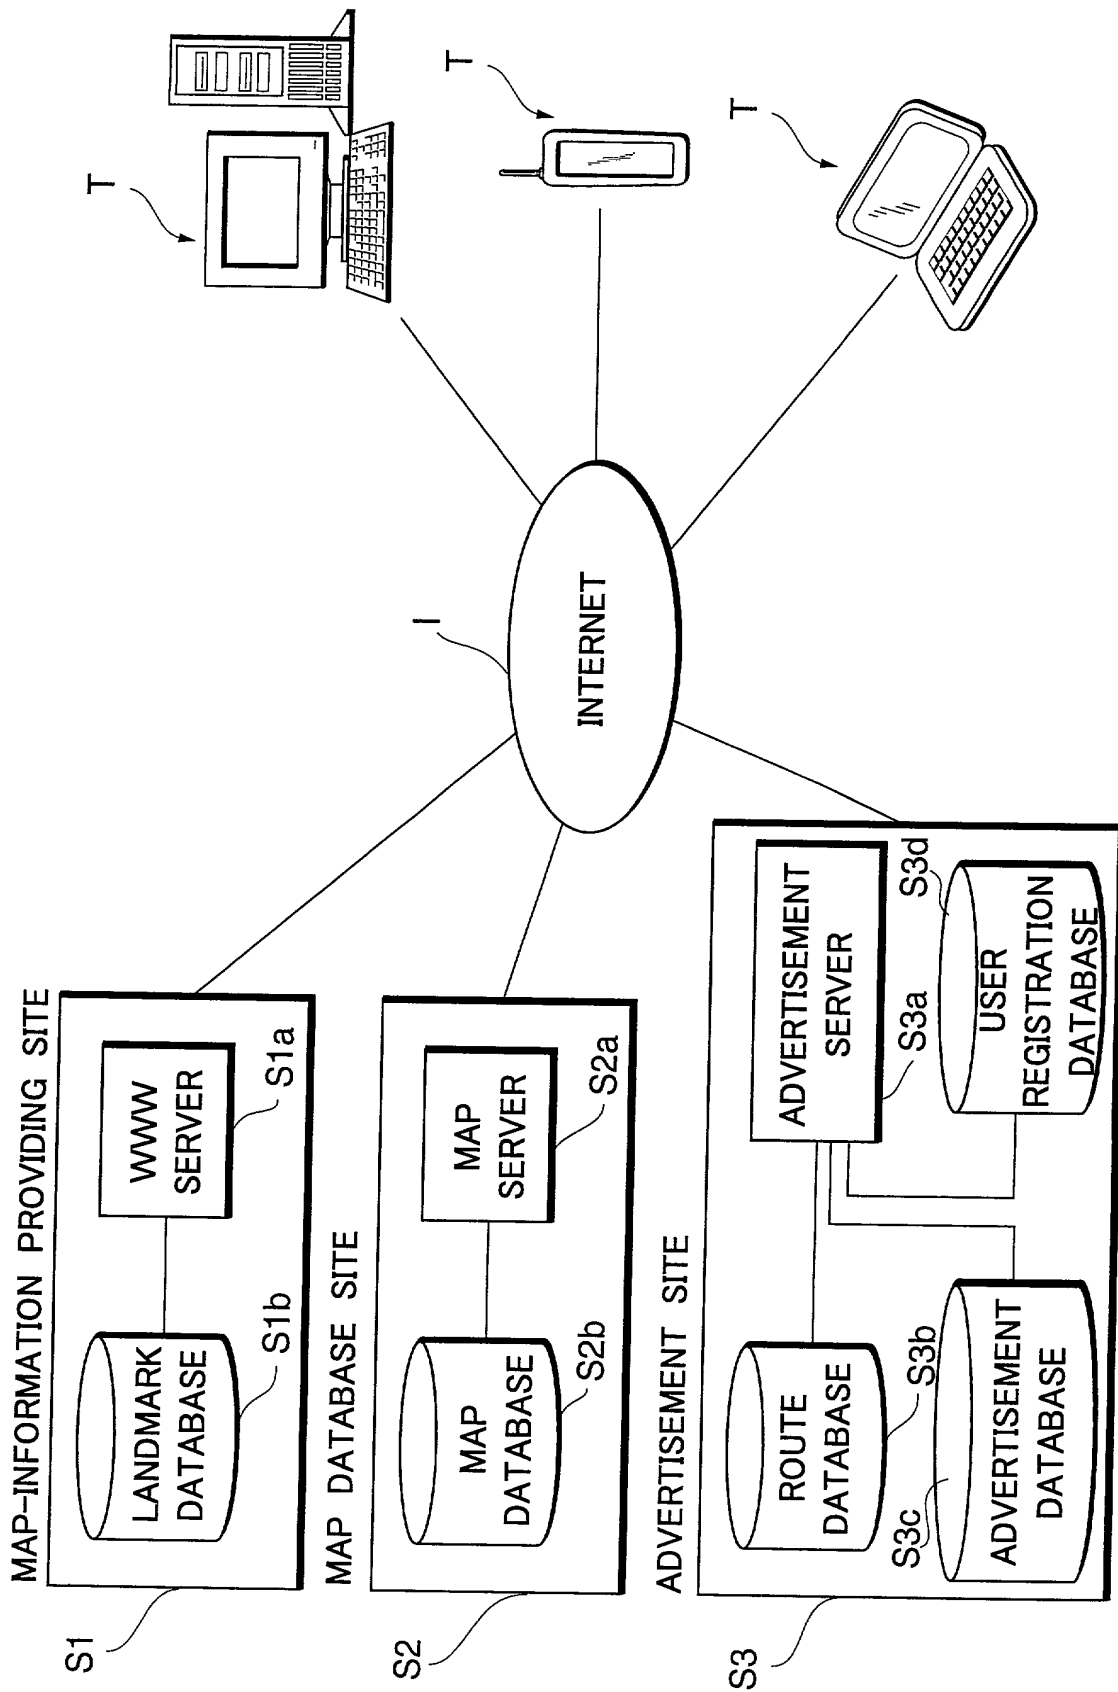 MAP-INFORMATION PROVIDING SITE
S1
LANDMARK
DATABASE
S1b
WWW
SERVER
S1a
MAP DATABASE SITE
S2
MAP
DATABASE
S2b
MAP
SERVER
S2a
ADVERTISEMENT SITE
S3
ROUTE
DATABASE
S3b
ADVERTISEMENT
SERVER
S3a
S3c
ADVERTISEMENT
DATABASE
S3d
USER
REGISTRATION
DATABASE
I
INTERNET
T
T
T